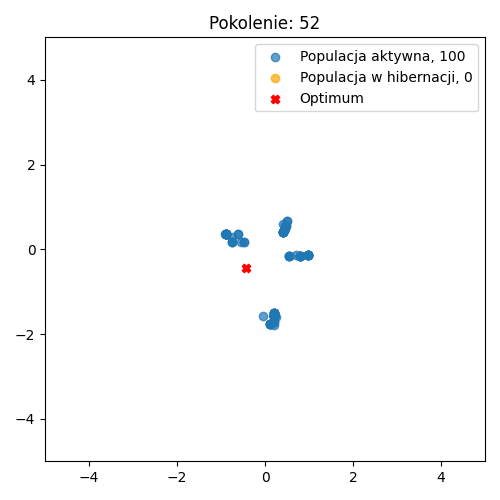 Pokolenie: 52
Populacja aktywna, 100
Populacja w hibernacji, 0
Optimum
4
2
0
−2
−4
−4 −2 0 2 4